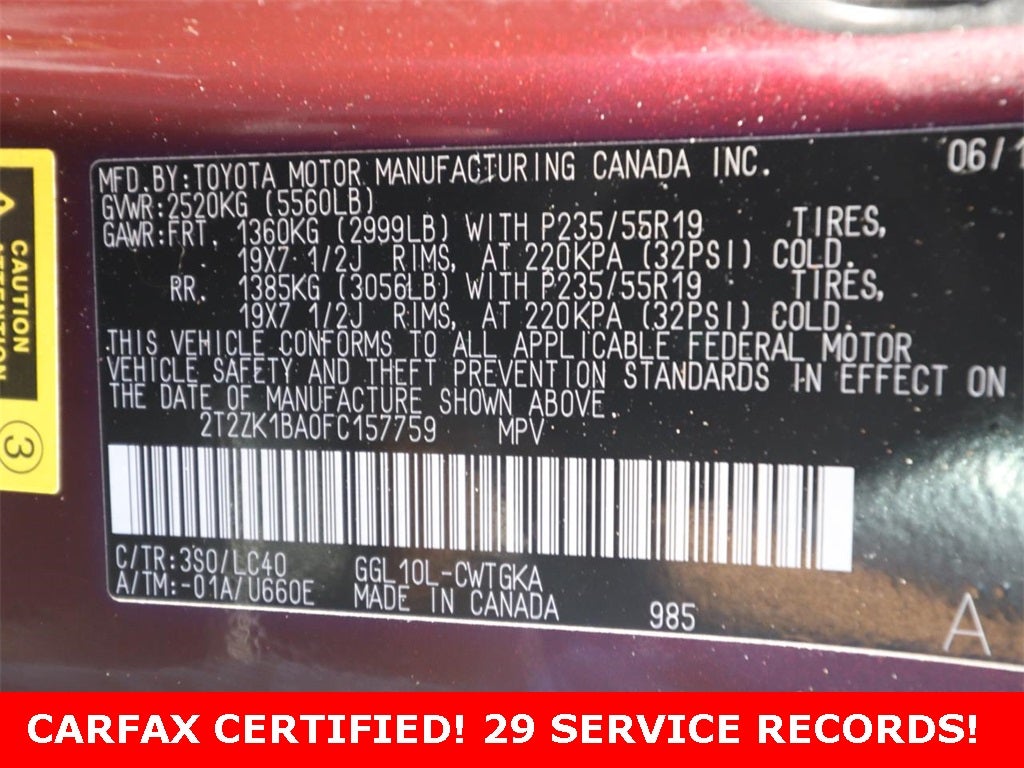 MFD.BY:TOYOTA MOTOR MANUFACTURING CANADA INC. 06/1
GVWR:2520KG (5560LB)
GAWR:FRT. 1360KG (2999LB) WITH P235/55R19 TIRES,
19X7 1/2J RIMS, AT 220KPA (32PSI) COLD.
RR. 1385KG (3056LB) WITH P235/55R19 TIRES,
19X7 1/2J RIMS, AT 220KPA (32PSI) COLD.
THIS VEHICLE CONFORMS TO ALL APPLICABLE FEDERAL MOTOR
VEHICLE SAFETY AND THEFT PREVENTION STANDARDS IN EFFECT ON
THE DATE OF MANUFACTURE SHOWN ABOVE.
2T2ZK1BA0FC157759 MPV
C/TR:3S0/LC40 GGL10L-CWTGKA
A/TM:-01A/U660E MADE IN CANADA 985 A
CAUTION
ATTENTION
3
CARFAX CERTIFIED! 29 SERVICE RECORDS!